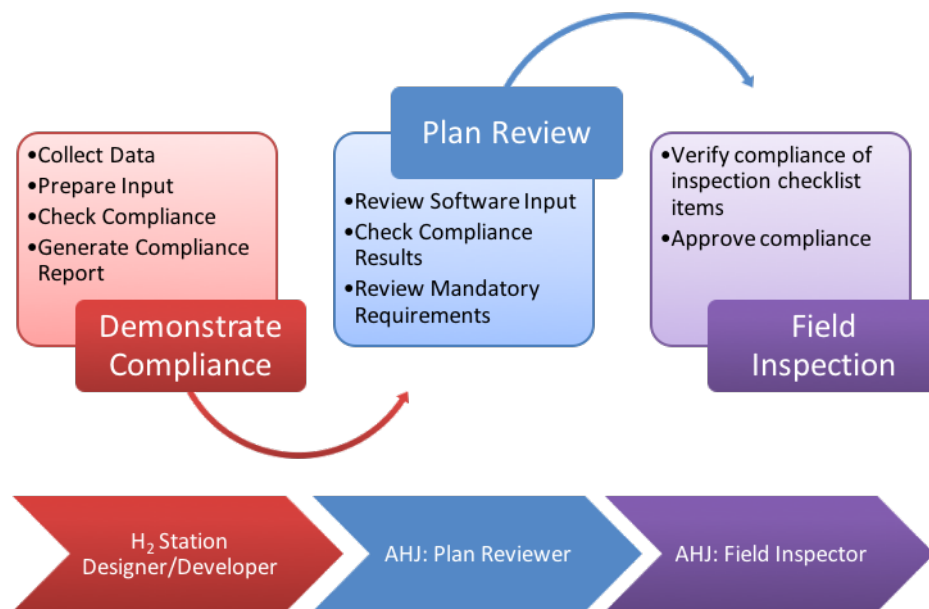 •Collect Data
•Prepare Input
•Check Compliance
•Generate Compliance
Report
Demonstrate
Compliance
Plan Review
•Review Software Input
•Check Compliance
Results
•Review Mandatory
Requirements
•Verify compliance of
inspection checklist
items
•Approve compliance
Field
Inspection
H₂ Station
Designer/Developer
AHJ: Plan Reviewer
AHJ: Field Inspector